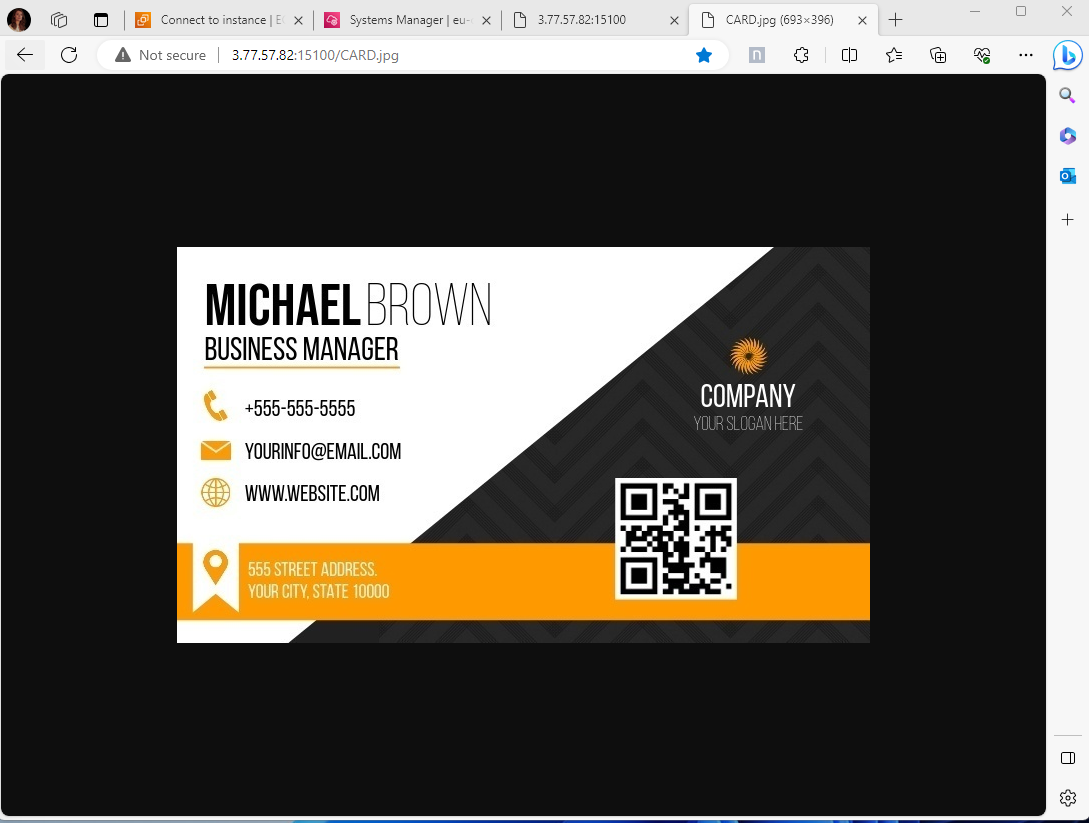 Connect to instance | E
Systems Manager | eu-
3.77.57.82:15100
CARD.jpg (693×396)
Not secure
3.77.57.82:15100/CARD.jpg
n
MICHAEL BROWN
BUSINESS MANAGER
+555-555-5555
YOURINFO@EMAIL.COM
WWW.WEBSITE.COM
555 STREET ADDRESS.
YOUR CITY, STATE 10000
COMPANY
YOUR SLOGAN HERE